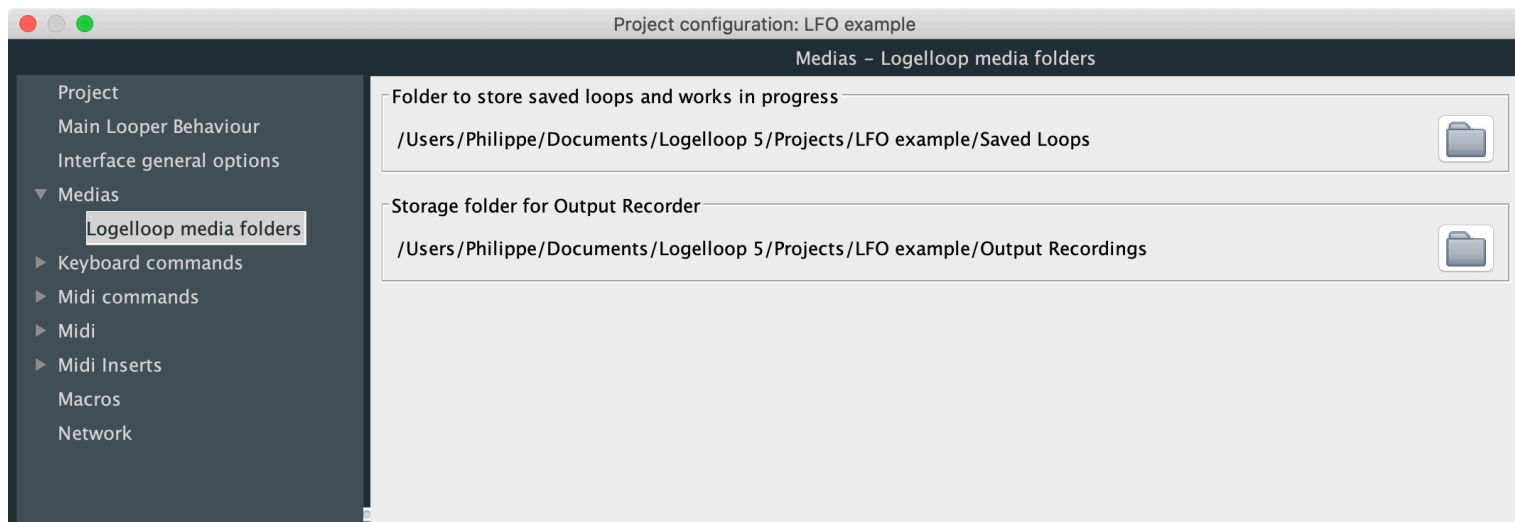 Project configuration: LFO example
Medias – Logelloop media folders
Project
Main Looper Behaviour
Interface general options
Medias
Logelloop media folders
Keyboard commands
Midi commands
Midi
Midi Inserts
Macros
Network
Folder to store saved loops and works in progress
/Users/Philippe/Documents/Logelloop 5/Projects/LFO example/Saved Loops
Storage folder for Output Recorder
/Users/Philippe/Documents/Logelloop 5/Projects/LFO example/Output Recordings